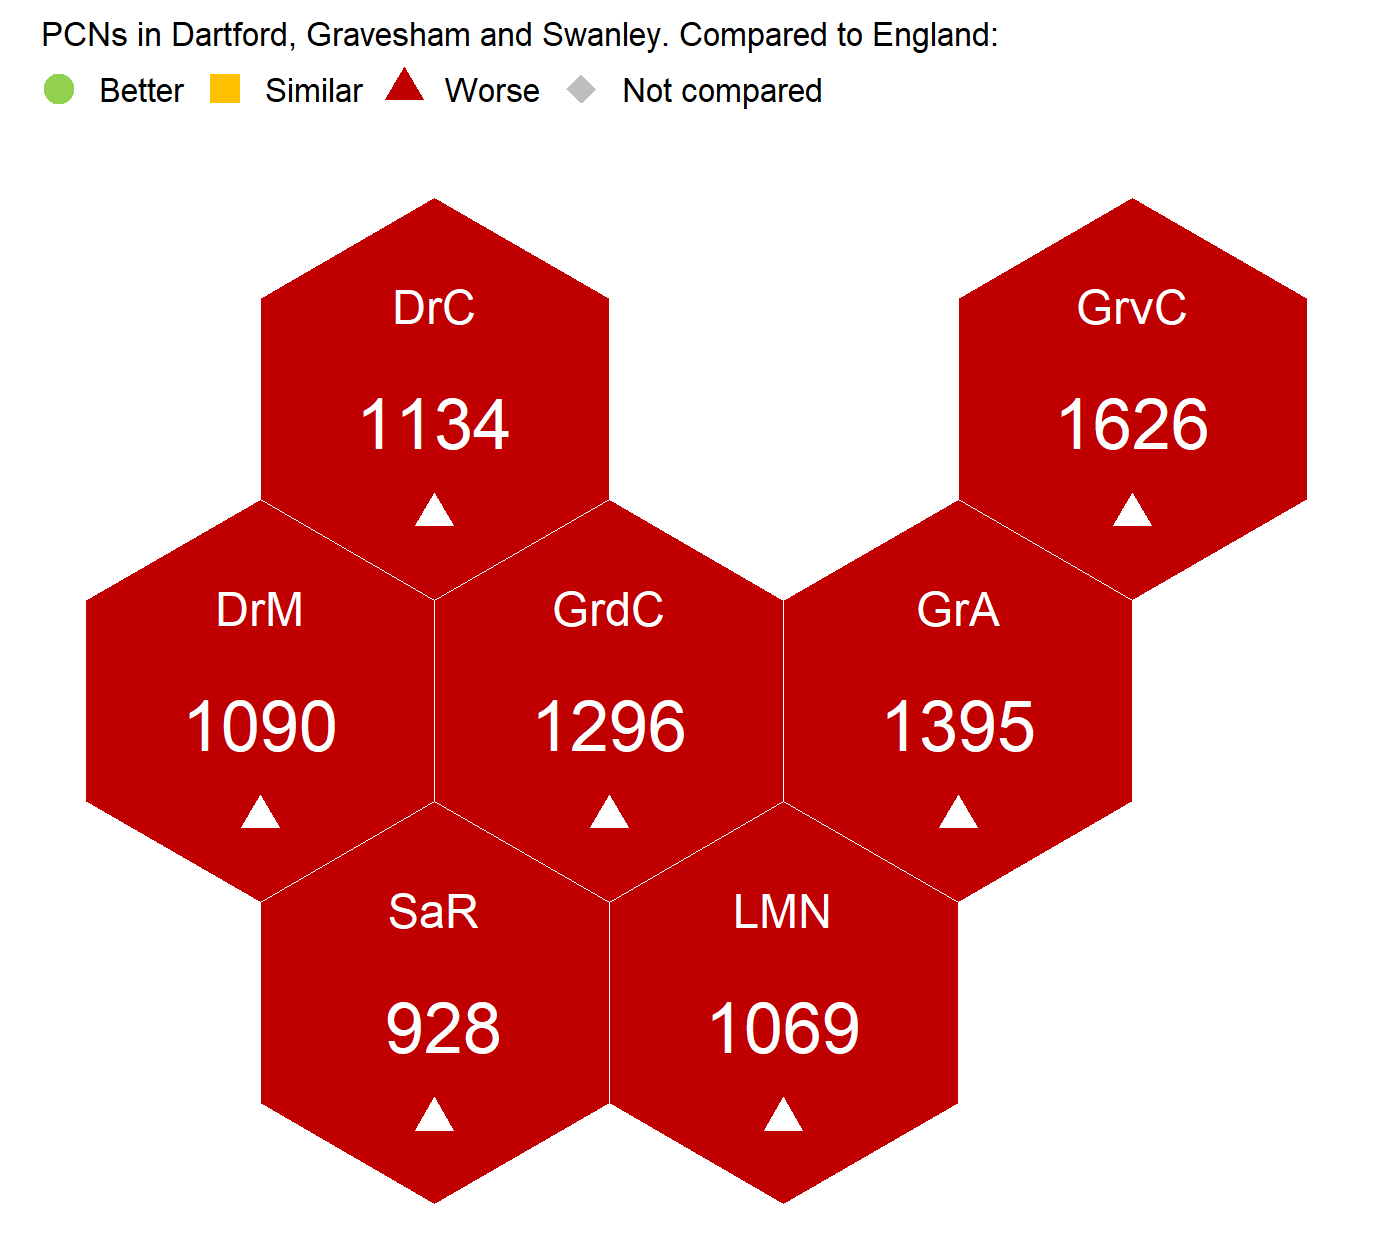 PCNs in Dartford, Gravesham and Swanley. Compared to England:
Better Similar Worse Not compared
DrC
1134
GrvC
1626
DrM
1090
GrdC
1296
GrA
1395
SaR
928
LMN
1069